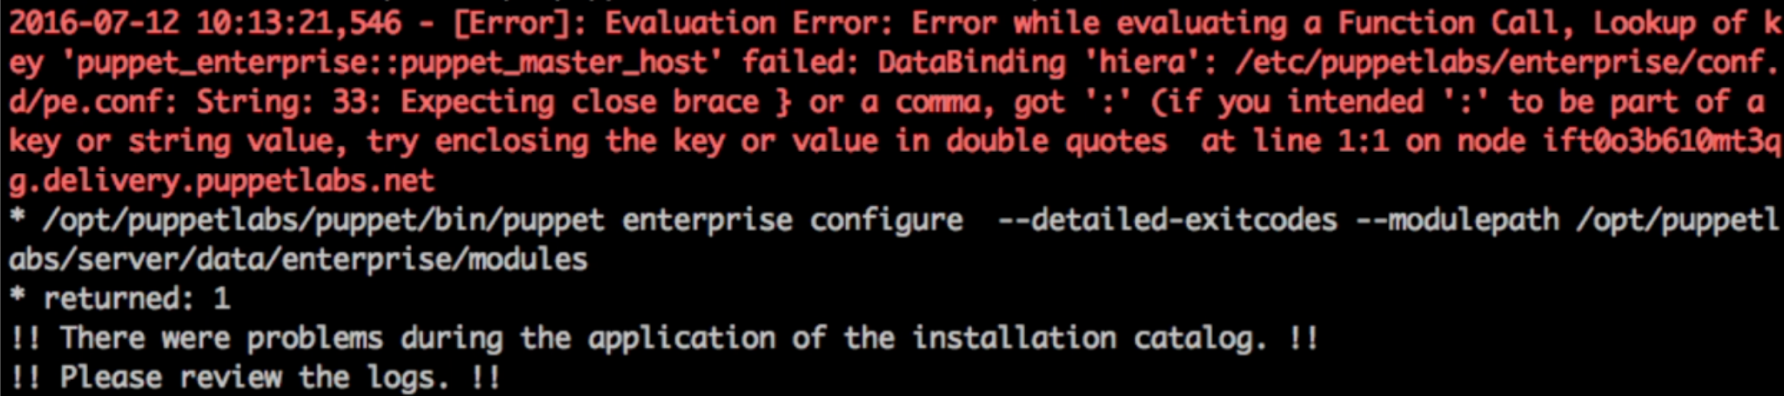 2016-07-12 10:13:21,546 - [Error]: Evaluation Error: Error while evaluating a Function Call, Lookup of k
ey 'puppet_enterprise::puppet_master_host' failed: DataBinding 'hiera': /etc/puppetlabs/enterprise/conf.
d/pe.conf: String: 33: Expecting close brace } or a comma, got ':' (if you intended ':' to be part of a
key or string value, try enclosing the key or value in double quotes  at line 1:1 on node ift0o3b610mt3q
g.delivery.puppetlabs.net
* /opt/puppetlabs/puppet/bin/puppet enterprise configure  --detailed-exitcodes --modulepath /opt/puppetl
abs/server/data/enterprise/modules
* returned: 1
!! There were problems during the application of the installation catalog. !!
!! Please review the logs. !!